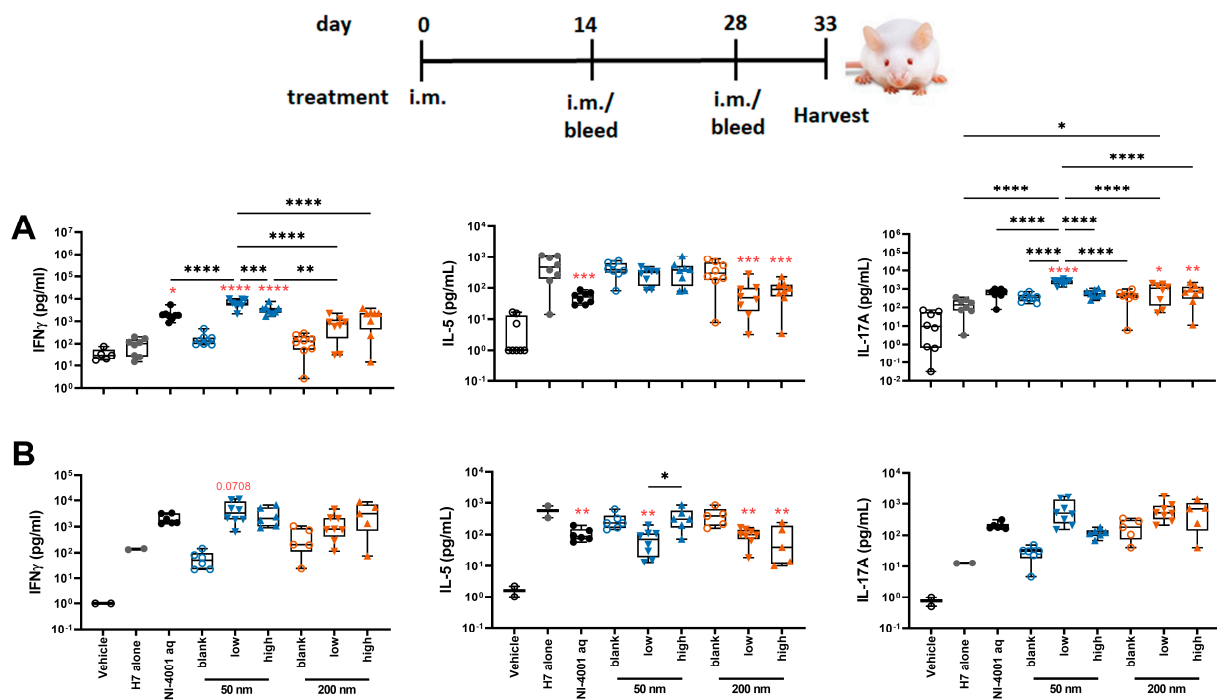 day 0 14 28 33
treatment i.m. i.m./ i.m./ Harvest
bleed bleed
A
IFNγ (pg/ml)
10⁷
10⁶
10⁵
10⁴
10³
10²
10¹
10⁰
* **** ****
**** *** **
****
****
IL-5 (pg/mL)
10⁴
10³
10²
10¹
10⁰
10⁻¹
*** *** ***
IL-17A (pg/mL)
10⁷
10⁶
10⁵
10⁴
10³
10²
10¹
10⁰
10⁻¹
10⁻²
*
****
**** ****
**** ****
**** ****
**** * **
B
IFNγ (pg/ml)
10⁵
10⁴
10³
10²
10¹
10⁰
10⁻¹
0.0708
Vehicle
H7 alone
NI-4001 aq
blank
low
high
blank
low
high
50 nm 200 nm
IL-5 (pg/mL)
10⁵
10⁴
10³
10²
10¹
10⁰
10⁻¹
*
** ** ** **
Vehicle
H7 alone
NI-4001 aq
blank
low
high
blank
low
high
50 nm 200 nm
IL-17A (pg/mL)
10⁵
10⁴
10³
10²
10¹
10⁰
10⁻¹
Vehicle
H7 alone
NI-4001 aq
blank
low
high
blank
low
high
50 nm 200 nm